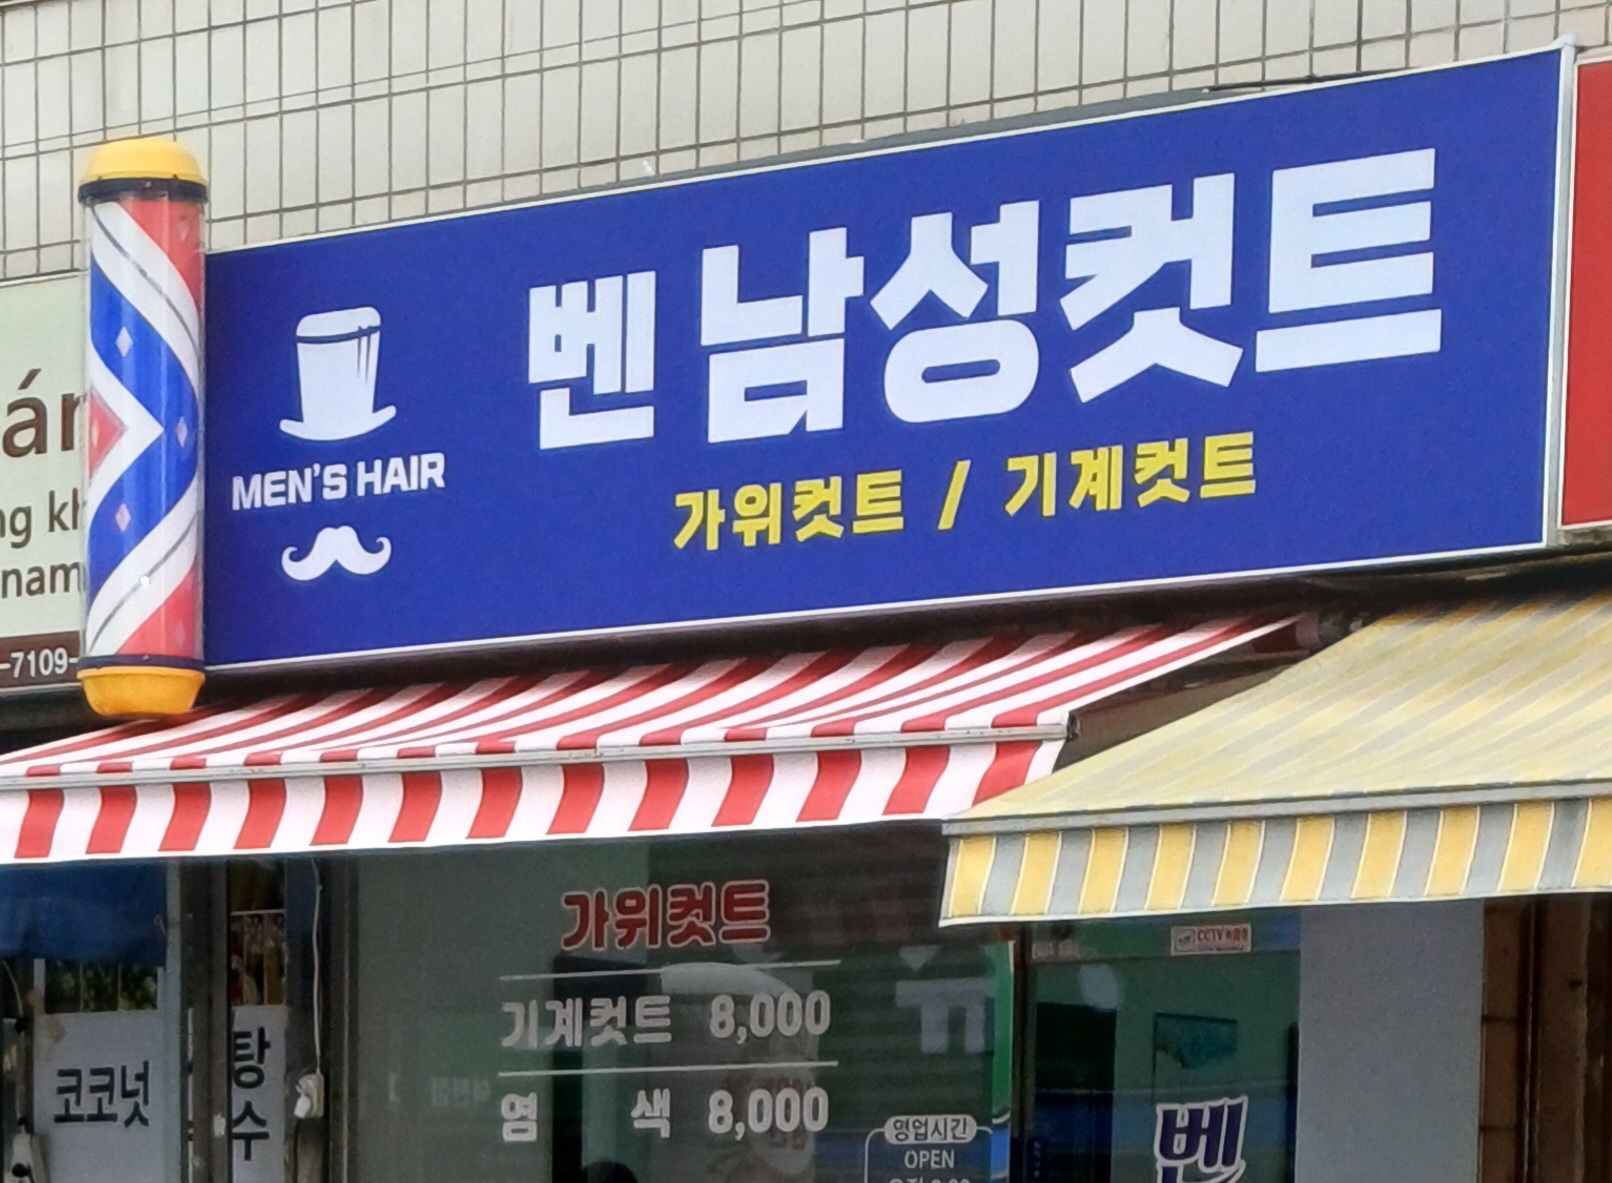 벤 남성컷트
MEN'S HAIR
가위컷트 / 기계컷트
-7109-
가위컷트
기계컷트 8,000
염 색 8,000
영업시간
OPEN
코코넛
탕
수
CCTV
벤